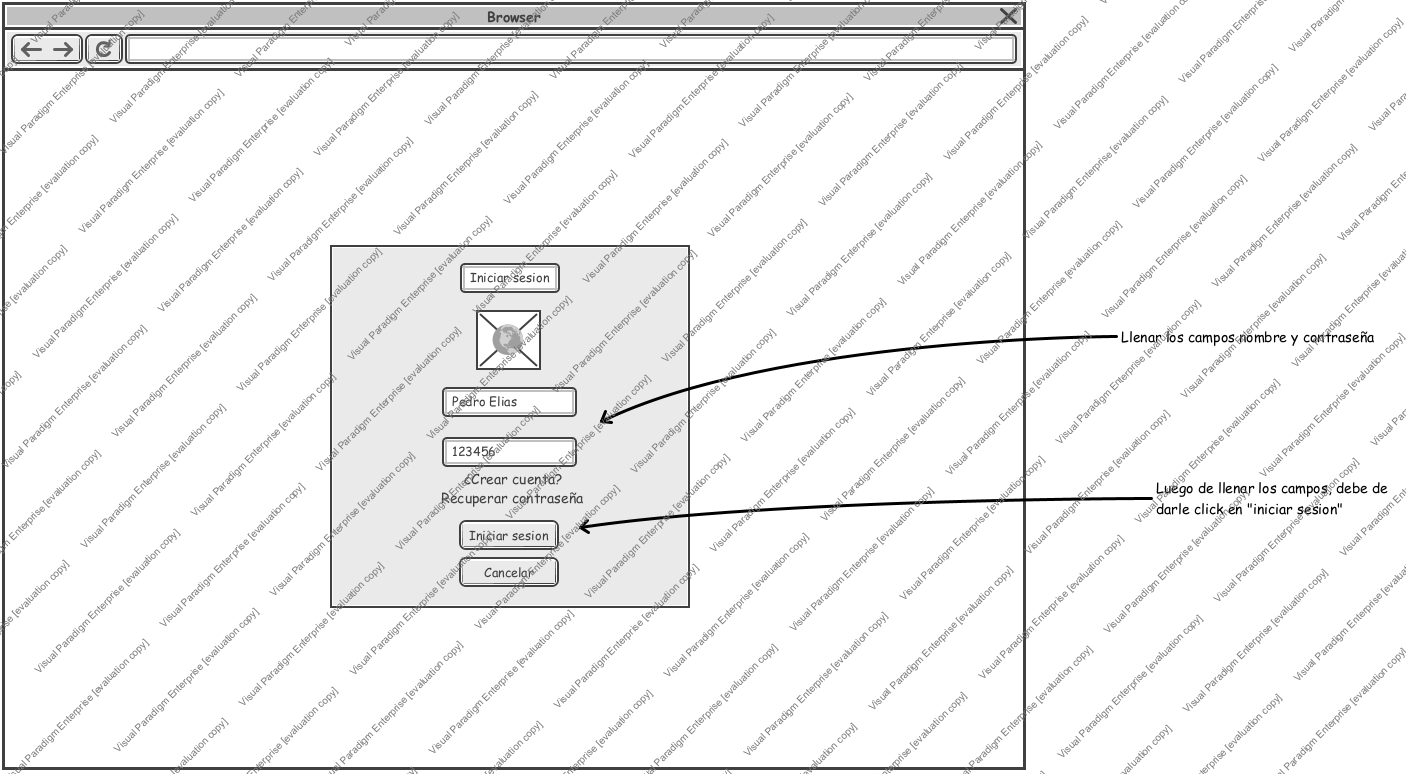 Browser
Iniciar sesion
Pedro Elias
123456
¿Crear cuenta?
Recuperar contraseña
Iniciar sesion
Cancelar
Llenar los campos nombre y contraseña
Luego de llenar los campos, debe de
darle click en "iniciar sesion"
Visual Paradigm Enterprise [evaluation copy]